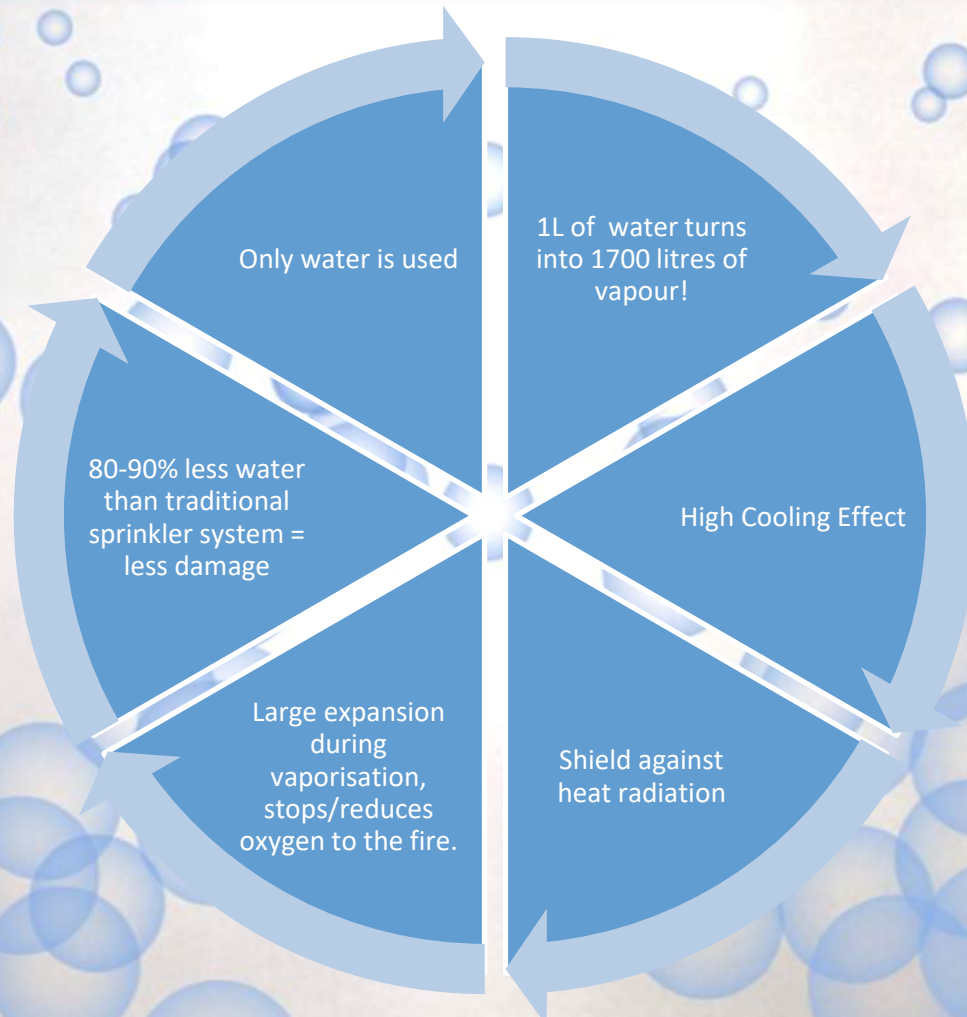 Only water is used
1L of water turns
into 1700 litres of
vapour!
80-90% less water
than traditional
sprinkler system =
less damage
High Cooling Effect
Large expansion
during
vaporisation,
stops/reduces
oxygen to the fire.
Shield against
heat radiation